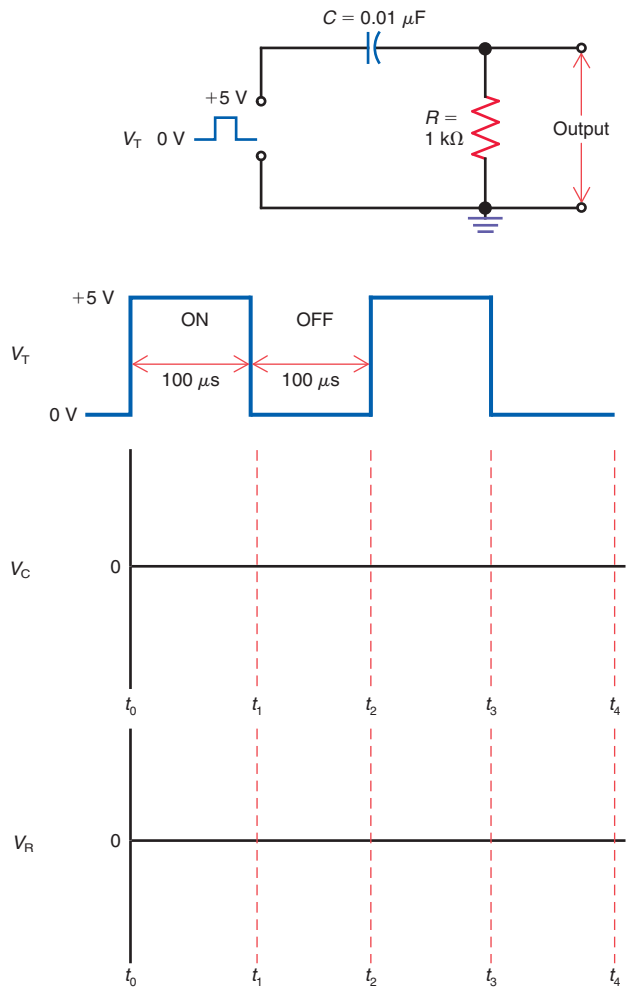 C = 0.01 μF
+5 V
V_T 0 V
R =
1 kΩ
Output
+5 V
ON
OFF
V_T
100 μs
100 μs
0 V
V_C
0
t_0
t_1
t_2
t_3
t_4
V_R
0
t_0
t_1
t_2
t_3
t_4